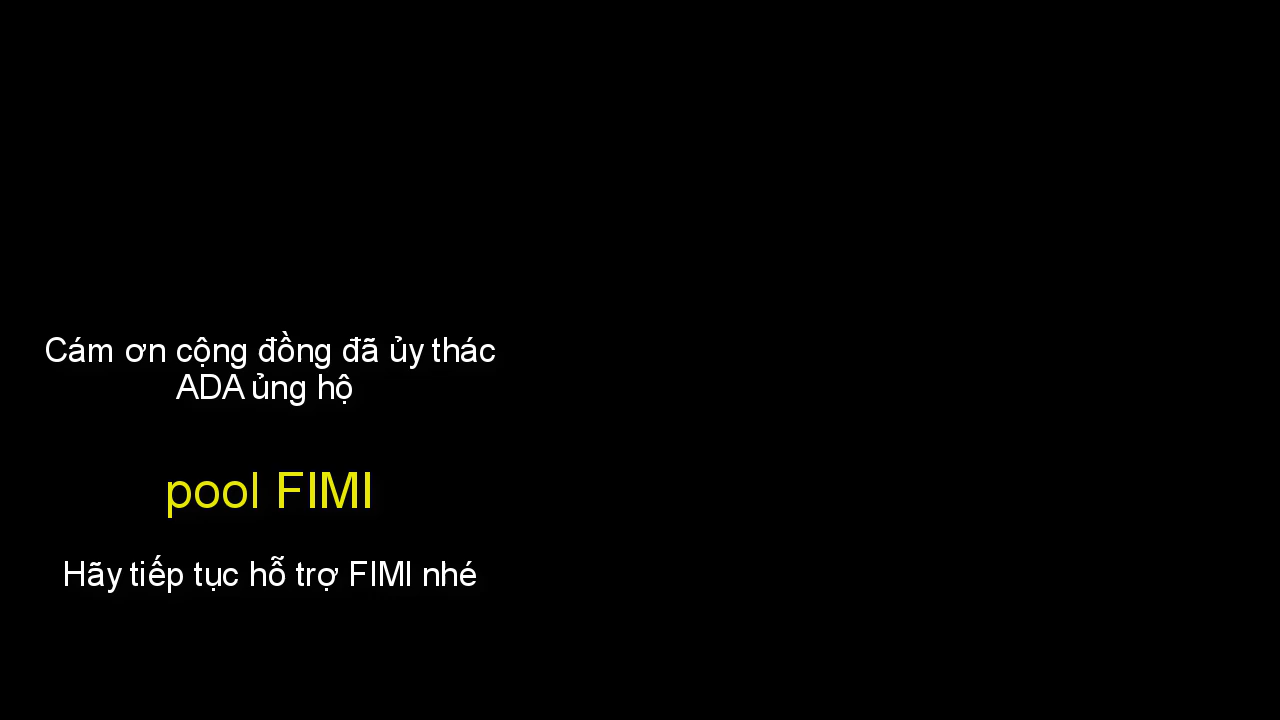 Cám ơn cộng đồng đã ủy thác
ADA ủng hộ
pool FIMI
Hãy tiếp tục hỗ trợ FIMI nhé